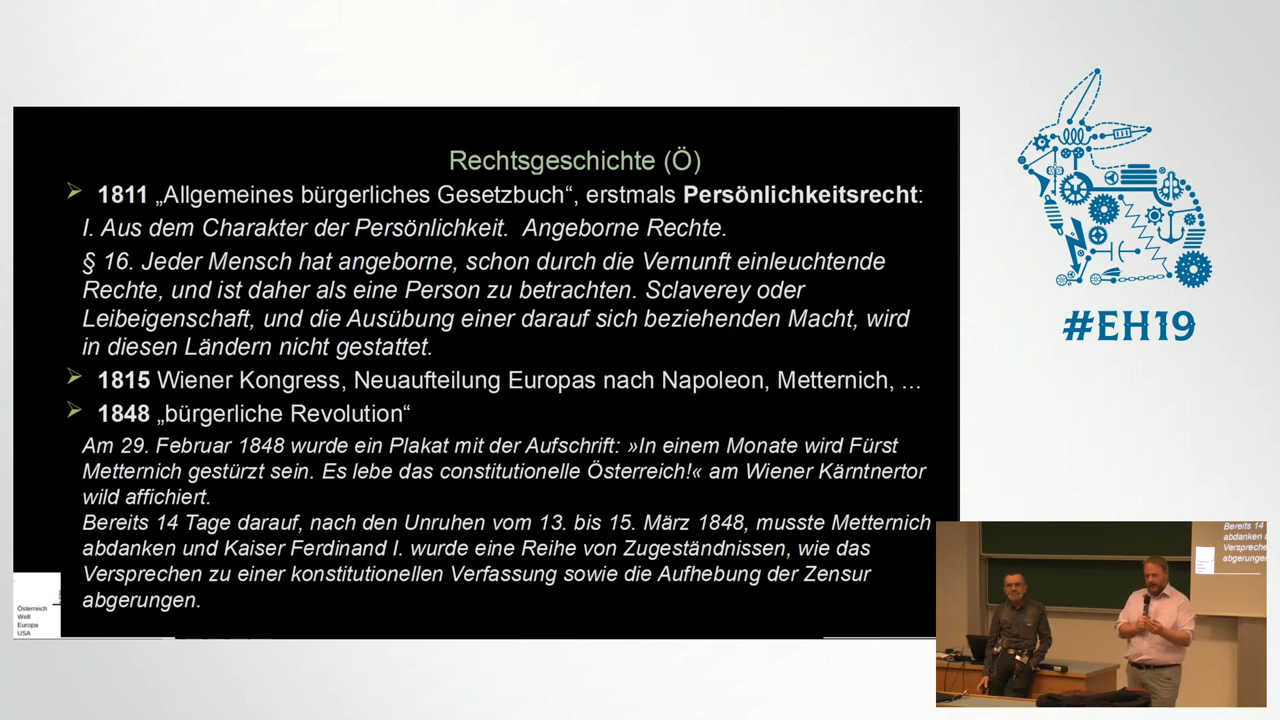 Rechtsgeschichte (Ö)
1811 „Allgemeines bürgerliches Gesetzbuch“, erstmals Persönlichkeitsrecht:
I. Aus dem Charakter der Persönlichkeit. Angeborne Rechte.
§ 16. Jeder Mensch hat angeborne, schon durch die Vernunft einleuchtende
Rechte, und ist daher als eine Person zu betrachten. Sclaverey oder
Leibeigenschaft, und die Ausübung einer darauf sich beziehenden Macht, wird
in diesen Ländern nicht gestattet.
1815 Wiener Kongress, Neuaufteilung Europas nach Napoleon, Metternich, ...
1848 „bürgerliche Revolution“
Am 29. Februar 1848 wurde ein Plakat mit der Aufschrift: »In einem Monate wird Fürst
Metternich gestürzt sein. Es lebe das constitutionelle Österreich!« am Wiener Kärntnertor
wild affichiert.
Bereits 14 Tage darauf, nach den Unruhen vom 13. bis 15. März 1848, musste Metternich
abdanken und Kaiser Ferdinand I. wurde eine Reihe von Zugeständnissen, wie das
Versprechen zu einer konstitutionellen Verfassung sowie die Aufhebung der Zensur
abgerungen.
Österreich
Welt
Europa
USA
#EH19
Bereits 14
abdanken
Versprechen
abgerungen